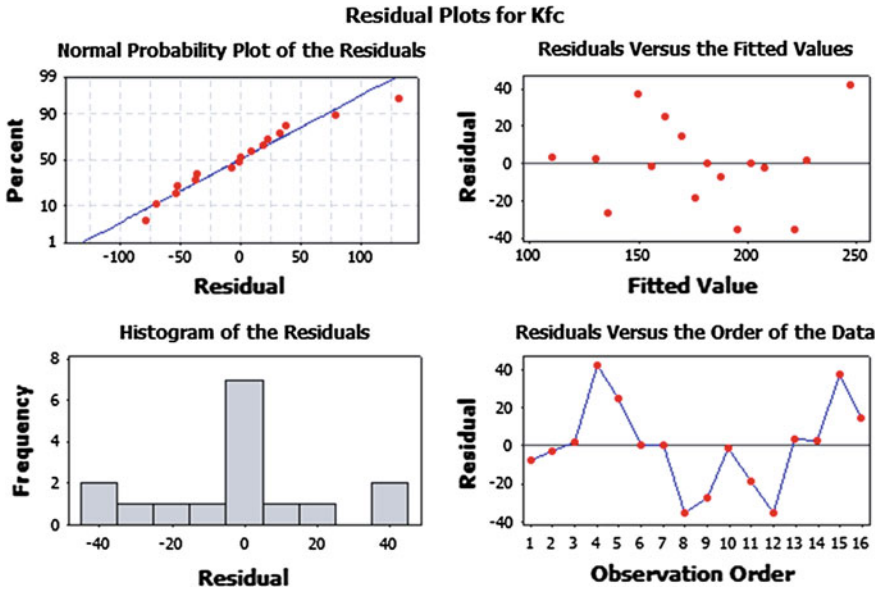 Residual Plots for Kfc
Normal Probability Plot of the Residuals
Percent
99
90
50
10
1
-100 -50 0 50 100
Residual
Residuals Versus the Fitted Values
Residual
40
20
0
-20
-40
100 150 200 250
Fitted Value
Histogram of the Residuals
Frequency
8
6
4
2
0
-40 -20 0 20 40
Residual
Residuals Versus the Order of the Data
Residual
40
20
0
-20
-40
1 2 3 4 5 6 7 8 9 10 11 12 13 14 15 16
Observation Order